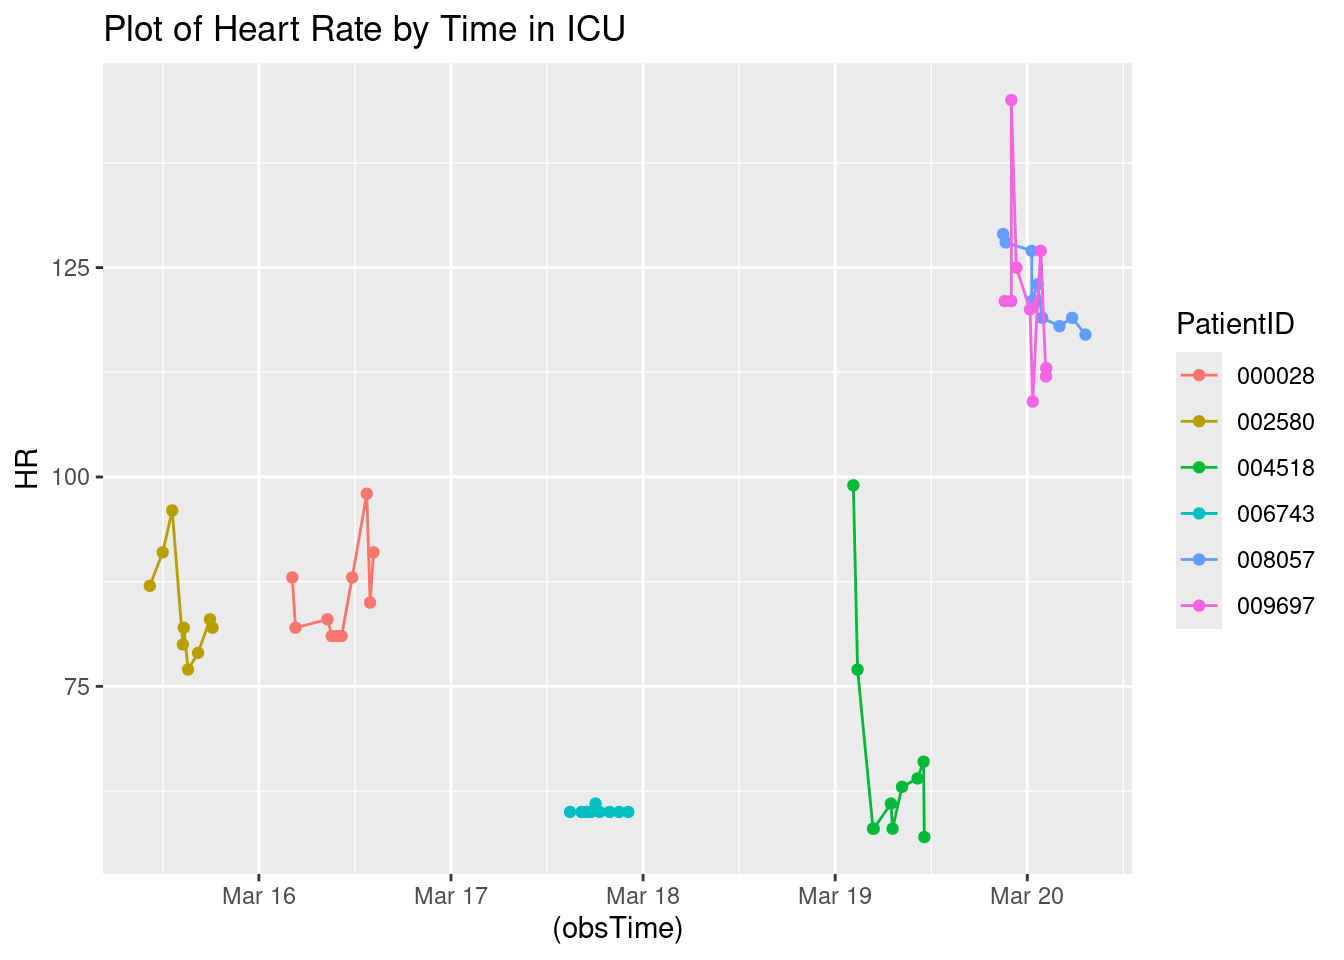 Plot of Heart Rate by Time in ICU
125
100
75
HR
Mar 16
Mar 17
Mar 18
Mar 19
Mar 20
(obsTime)
PatientID
000028
002580
004518
006743
008057
009697